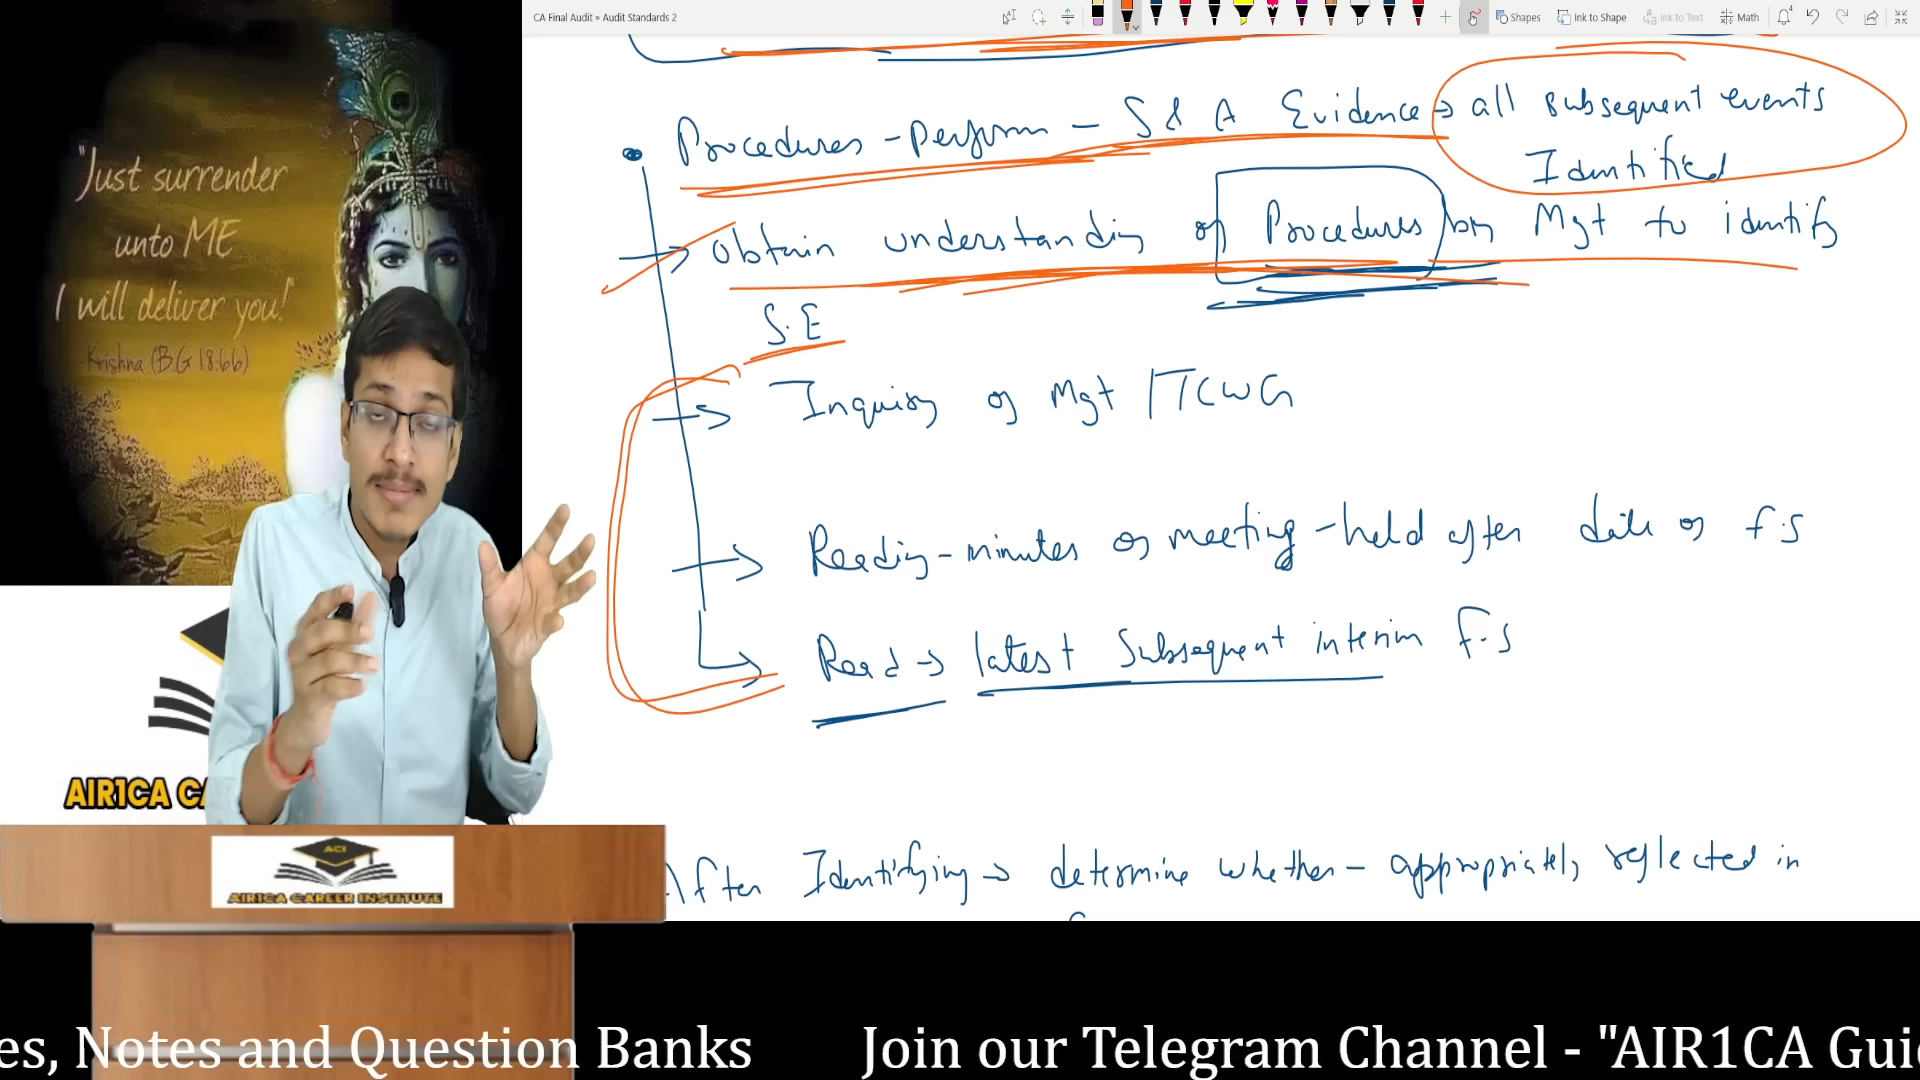 CA Final Audit » Audit Standards 2
Shapes
Ink to Shape
Ink to Text
Math
"Just surrender
unto ME
I will deliver you!"
-Krishna (B.G 18:66)
Procedures - perform - S & A Evidence → all subsequent events
Identified
→ obtain understanding of Procedures by Mgt to identify
S.E
→ Inquiry of Mgt / TCWG
→ Reading - minutes of meeting - held after date of f.s
→ Read → latest subsequent interim f.s
After Identifying → determine whether - appropriately reflected in
AIR1CA CA
ACI
AIR1CA CAREER INSTITUTE
es, Notes and Question Banks
Join our Telegram Channel - "AIR1CA Gui